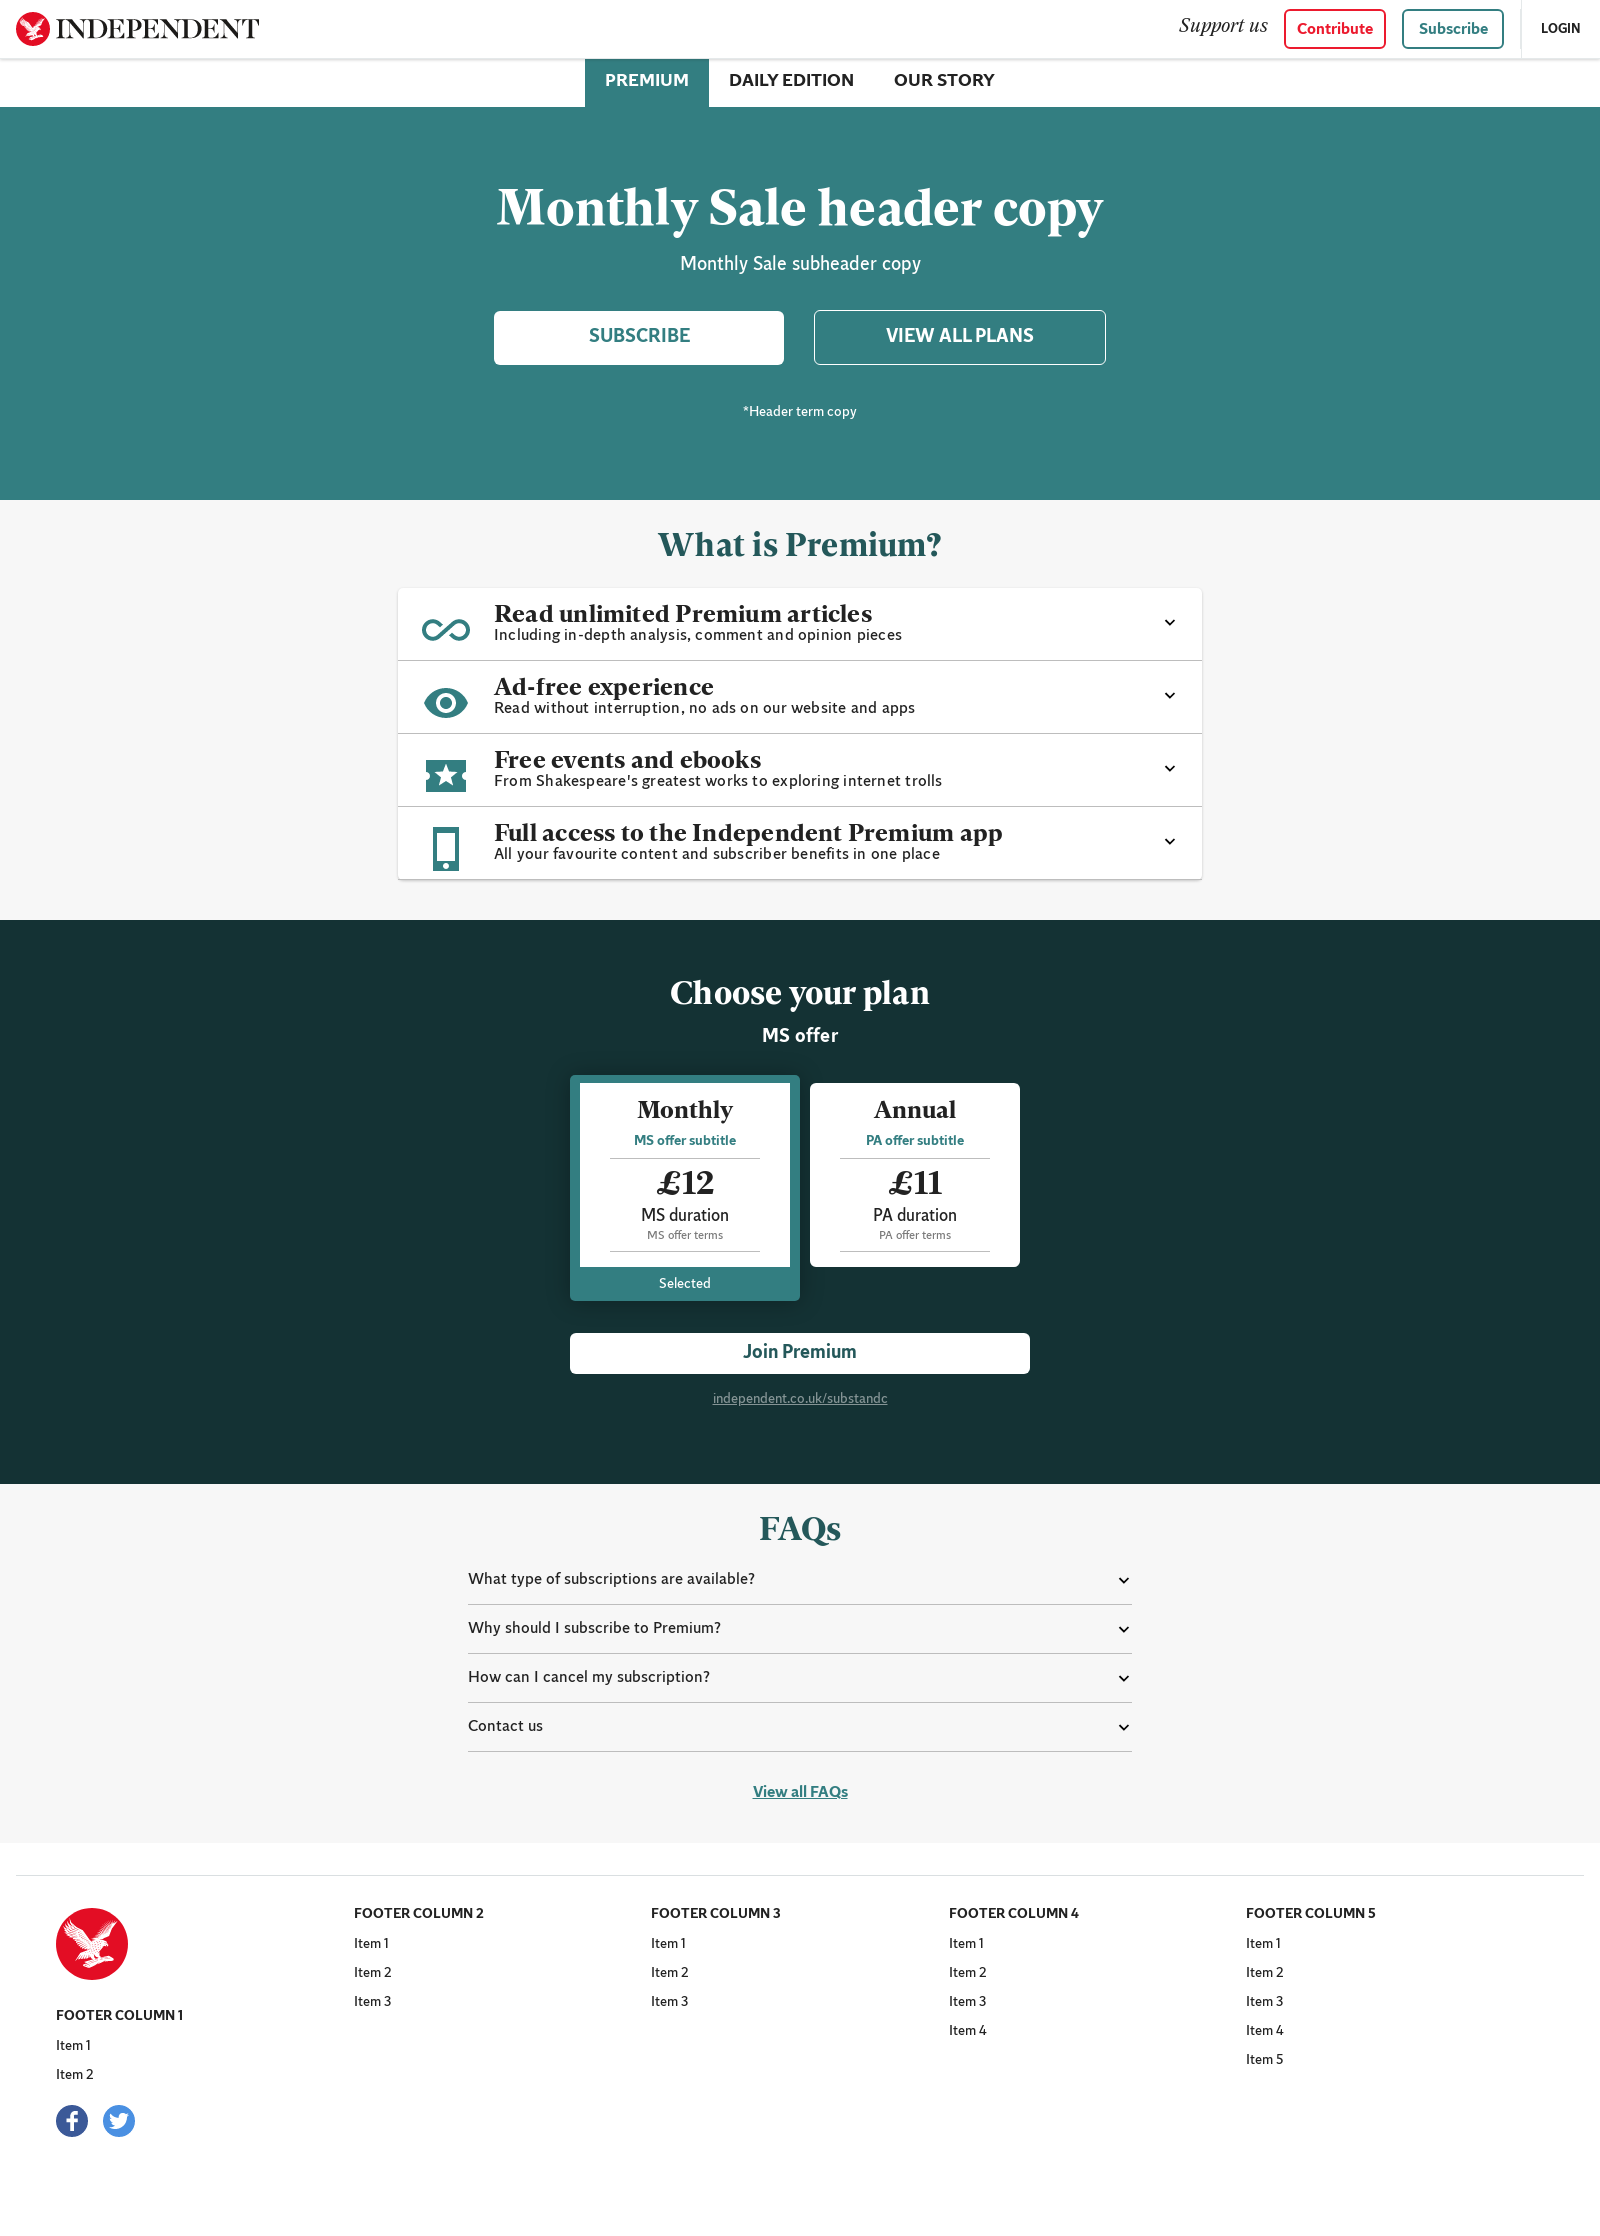 INDEPENDENT
Support us
Contribute
Subscribe
LOGIN
PREMIUM
DAILY EDITION
OUR STORY
Monthly Sale header copy
Monthly Sale subheader copy
SUBSCRIBE
VIEW ALL PLANS
*Header term copy
What is Premium?
Read unlimited Premium articles
Including in-depth analysis, comment and opinion pieces
Ad-free experience
Read without interruption, no ads on our website and apps
Free events and ebooks
From Shakespeare's greatest works to exploring internet trolls
Full access to the Independent Premium app
All your favourite content and subscriber benefits in one place
Choose your plan
MS offer
Monthly
MS offer subtitle
£12
MS duration
MS offer terms
Selected
Annual
PA offer subtitle
£11
PA duration
PA offer terms
Join Premium
independent.co.uk/substandc
FAQs
What type of subscriptions are available?
Why should I subscribe to Premium?
How can I cancel my subscription?
Contact us
View all FAQs
FOOTER COLUMN 1
Item 1
Item 2
FOOTER COLUMN 2
Item 1
Item 2
Item 3
FOOTER COLUMN 3
Item 1
Item 2
Item 3
FOOTER COLUMN 4
Item 1
Item 2
Item 3
Item 4
FOOTER COLUMN 5
Item 1
Item 2
Item 3
Item 4
Item 5